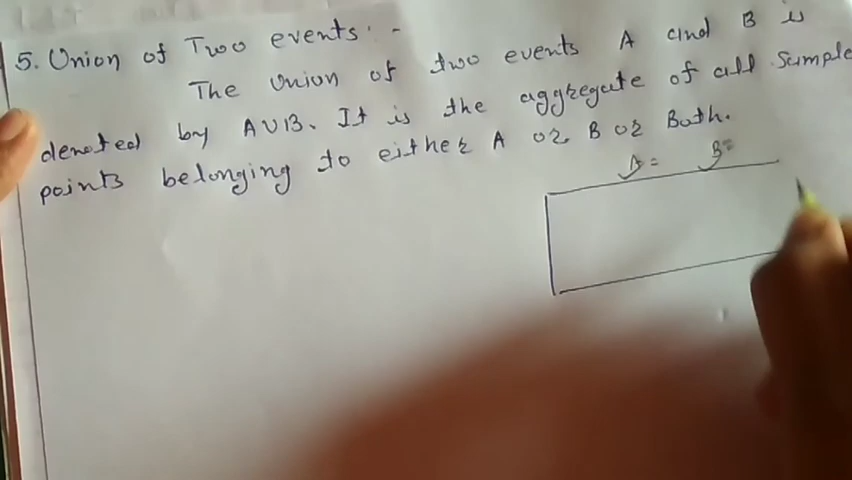 5. Union of Two events :-
The Union of two events A and B is
denoted by A∪B. It is the aggregate of all sample
points belonging to either A or B or Both.
A = B =